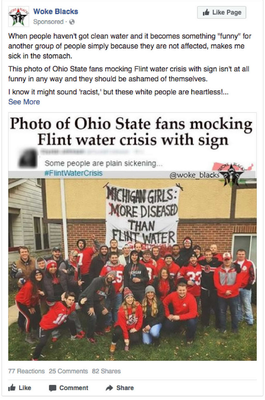 Woke Blacks
Sponsored ·
Like Page
When people haven't got clean water and it becomes something "funny" for
another group of people simply because they are not affected, makes me
sick in the stomach.
This photo of Ohio State fans mocking Flint water crisis with sign isn't at all
funny in any way and they should be ashamed of themselves.
I know it might sound 'racist,' but these white people are heartless!...
See More
Photo of Ohio State fans mocking
Flint water crisis with sign
Some people are plain sickening...
#FlintWaterCrisis
@woke_blacks
MICHIGAN GIRLS:
MORE DISEASED
THAN
FLINT WATER
77 Reactions 25 Comments 82 Shares
Like Comment Share